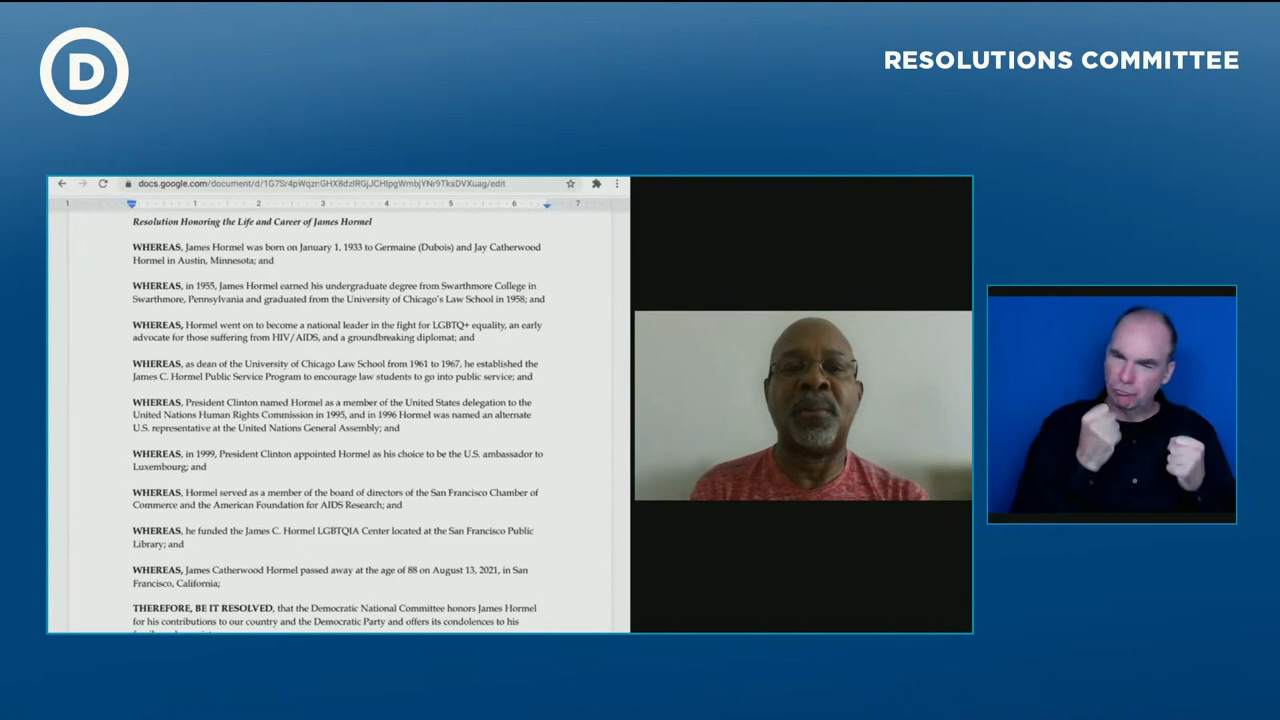 D
RESOLUTIONS COMMITTEE
1 1 2 3 4 5 6 7
Resolution Honoring the Life and Career of James Hormel
WHEREAS, James Hormel was born on January 1, 1933 to Germaine (Dubois) and Jay Catherwood
Hormel in Austin, Minnesota; and
WHEREAS, in 1955, James Hormel earned his undergraduate degree from Swarthmore College in
Swarthmore, Pennsylvania and graduated from the University of Chicago's Law School in 1958; and
WHEREAS, Hormel went on to become a national leader in the fight for LGBTQ+ equality, an early
advocate for those suffering from HIV/AIDS, and a groundbreaking diplomat; and
WHEREAS, as dean of the University of Chicago Law School from 1961 to 1967, he established the
James C. Hormel Public Service Program to encourage law students to go into public service; and
WHEREAS, President Clinton named Hormel as a member of the United States delegation to the
United Nations Human Rights Commission in 1995, and in 1996 Hormel was named an alternate
U.S. representative at the United Nations General Assembly; and
WHEREAS, in 1999, President Clinton appointed Hormel as his choice to be the U.S. ambassador to
Luxembourg; and
WHEREAS, Hormel served as a member of the board of directors of the San Francisco Chamber of
Commerce and the American Foundation for AIDS Research; and
WHEREAS, he funded the James C. Hormel LGBTQIA Center located at the San Francisco Public
Library; and
WHEREAS, James Catherwood Hormel passed away at the age of 88 on August 13, 2021, in San
Francisco, California;
THEREFORE, BE IT RESOLVED, that the Democratic National Committee honors James Hormel
for his contributions to our country and the Democratic Party and offers its condolences to his